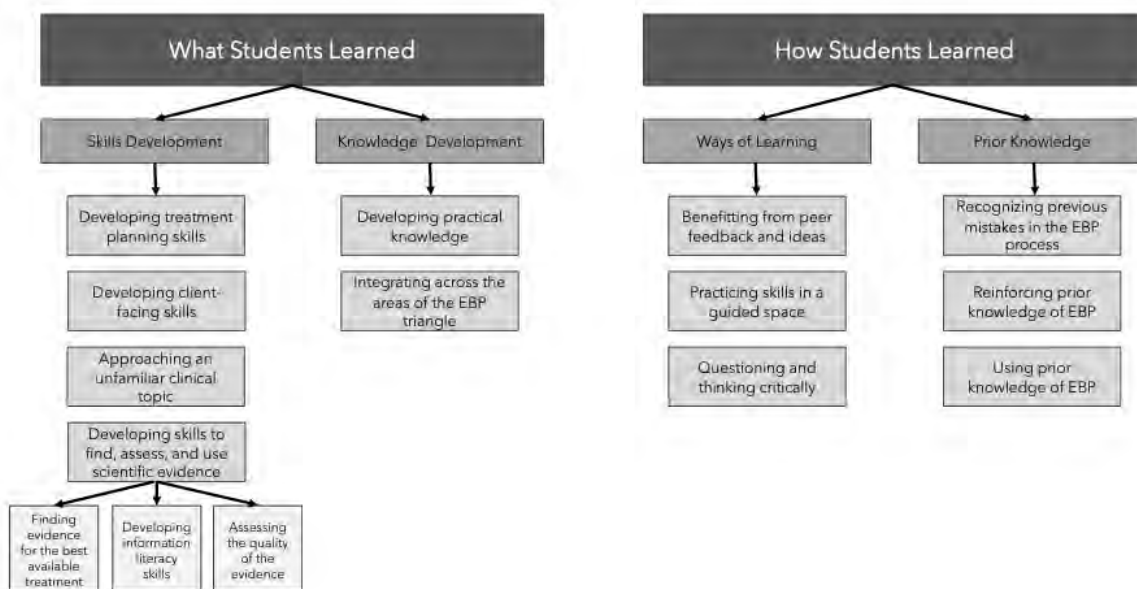 What Students Learned
How Students Learned
Skills Development
Knowledge Development
Ways of Learning
Prior Knowledge
Developing treatment
planning skills
Developing client-
facing skills
Approaching an
unfamiliar clinical
topic
Developing skills to
find, assess, and use
scientific evidence
Finding
evidence
for the best
available
treatment
Developing
information
literacy
skills
Assessing
the quality
of the
evidence
Developing practical
knowledge
Integrating across the
areas of the EBP
triangle
Benefitting from peer
feedback and ideas
Practicing skills in a
guided space
Questioning and
thinking critically
Recognizing previous
mistakes in the EBP
process
Reinforcing prior
knowledge of EBP
Using prior
knowledge of EBP